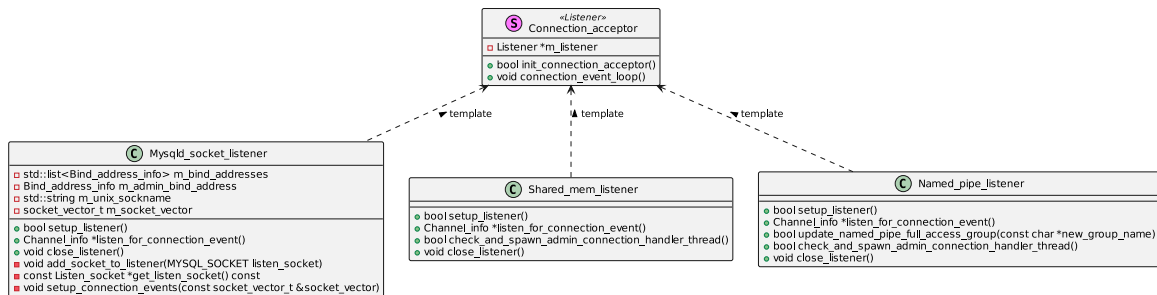 S
«Listener»
Connection_acceptor
Listener *m_listener
bool init_connection_acceptor()
void connection_event_loop()
template
template
template
C Mysqld_socket_listener
std::list<Bind_address_info> m_bind_addresses
Bind_address_info m_admin_bind_address
std::string m_unix_sockname
socket_vector_t m_socket_vector
bool setup_listener()
Channel_info *listen_for_connection_event()
void close_listener()
void add_socket_to_listener(MYSQL_SOCKET listen_socket)
const Listen_socket *get_listen_socket() const
void setup_connection_events(const socket_vector_t &socket_vector)
C Shared_mem_listener
bool setup_listener()
Channel_info *listen_for_connection_event()
bool check_and_spawn_admin_connection_handler_thread()
void close_listener()
C Named_pipe_listener
bool setup_listener()
Channel_info *listen_for_connection_event()
bool update_named_pipe_full_access_group(const char *new_group_name)
bool check_and_spawn_admin_connection_handler_thread()
void close_listener()